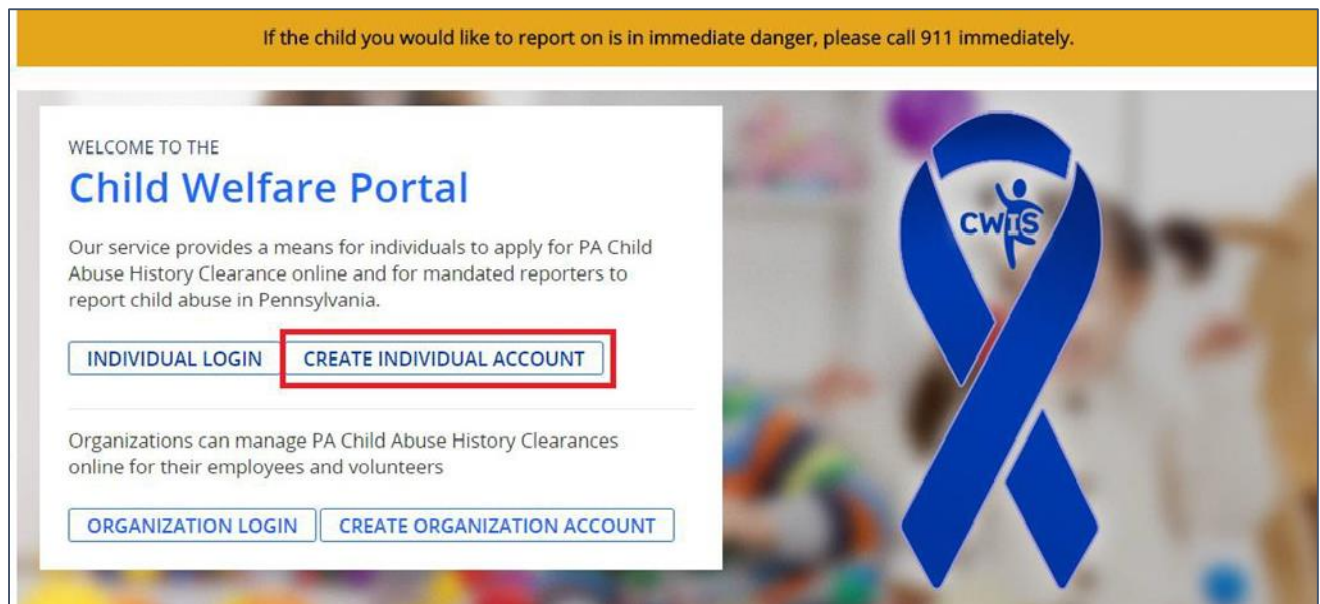 If the child you would like to report on is in immediate danger, please call 911 immediately.
WELCOME TO THE
Child Welfare Portal
Our service provides a means for individuals to apply for PA Child
Abuse History Clearance online and for mandated reporters to
report child abuse in Pennsylvania.
INDIVIDUAL LOGIN CREATE INDIVIDUAL ACCOUNT
Organizations can manage PA Child Abuse History Clearances
online for their employees and volunteers
ORGANIZATION LOGIN CREATE ORGANIZATION ACCOUNT
CWIS